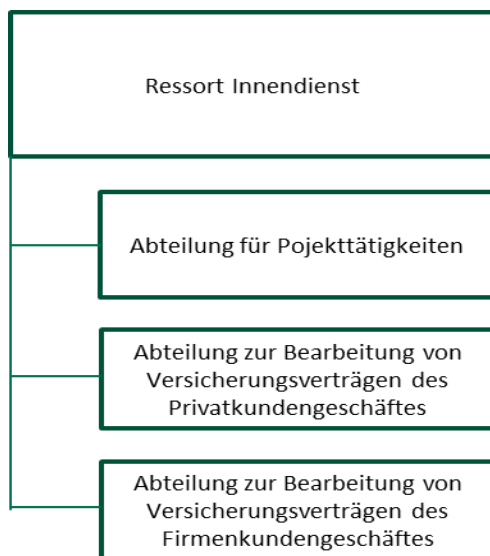 Ressort Innendienst
Abteilung für Pojekttätigkeiten
Abteilung zur Bearbeitung von
Versicherungsverträgen des
Privatkundengeschäftes
Abteilung zur Bearbeitung von
Versicherungsverträgen des
Firmenkundengeschäftes